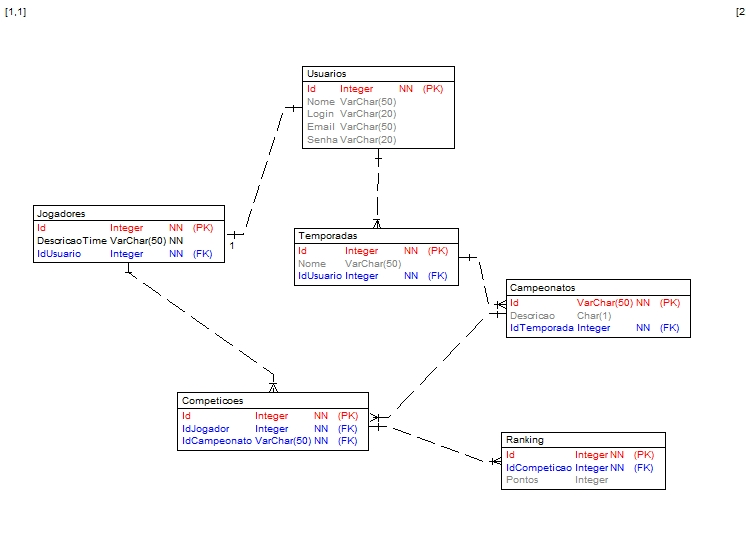 [1,1]
[2
Usuarios
Id Integer NN (PK)
Nome VarChar(50)
Login VarChar(20)
Email VarChar(50)
Senha VarChar(20)
Jogadores
Id Integer NN (PK)
DescricaoTime VarChar(50) NN
IdUsuario Integer NN (FK)
1
Temporadas
Id Integer NN (PK)
Nome VarChar(50)
IdUsuario Integer NN (FK)
Campeonatos
Id VarChar(50) NN (PK)
Descricao Char(1)
IdTemporada Integer NN (FK)
Competicoes
Id Integer NN (PK)
IdJogador Integer NN (FK)
IdCampeonato VarChar(50) NN (FK)
Ranking
Id Integer NN (PK)
IdCompeticao Integer NN (FK)
Pontos Integer